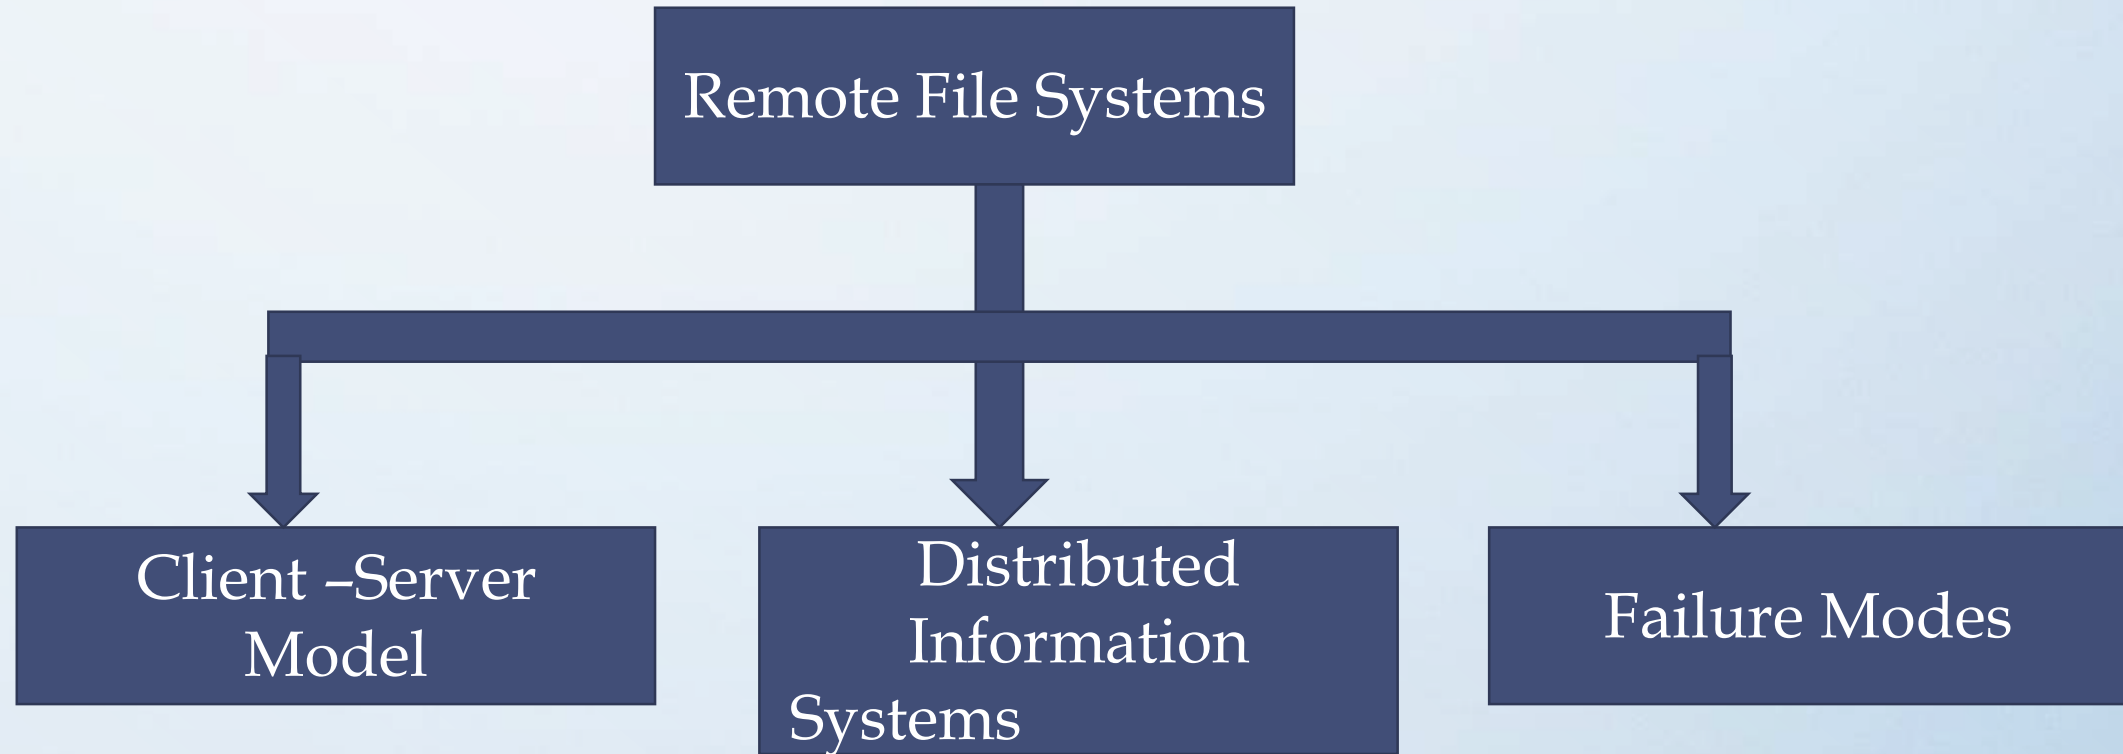 Remote File Systems
Client –Server
Model
Distributed
Information
Systems
Failure Modes